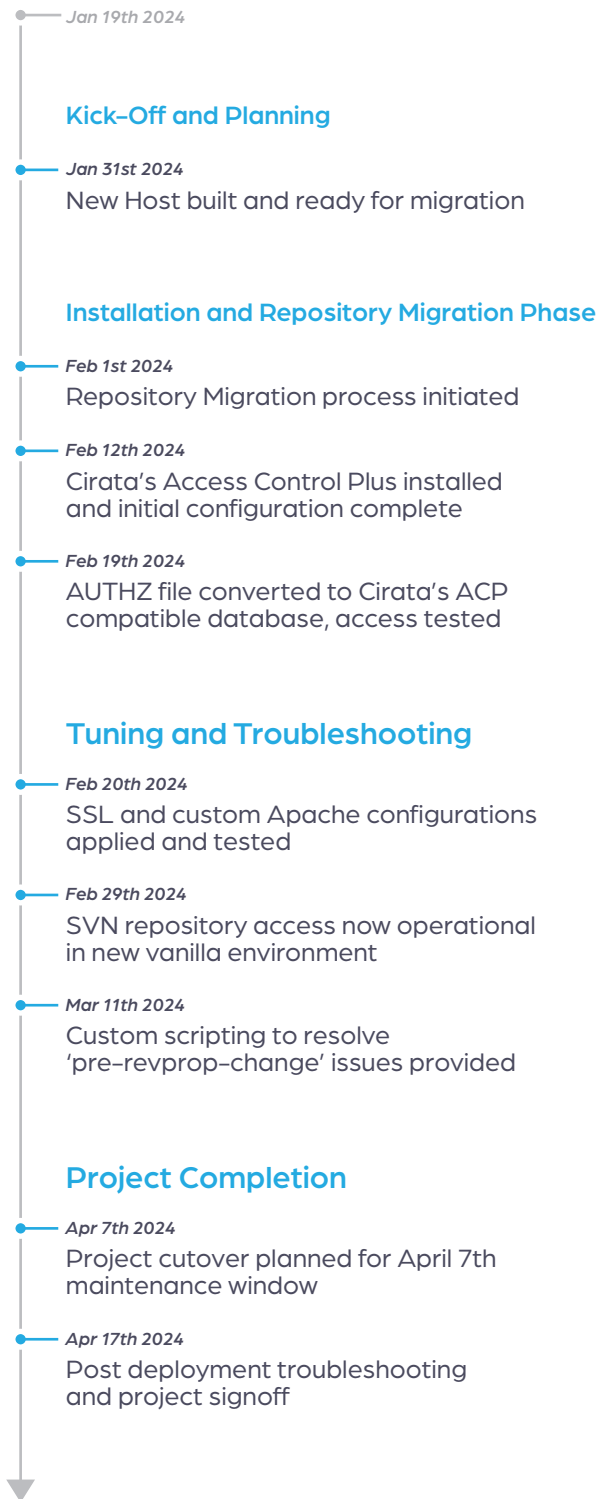 Jan 19th 2024
Kick-Off and Planning
Jan 31st 2024
New Host built and ready for migration
Installation and Repository Migration Phase
Feb 1st 2024
Repository Migration process initiated
Feb 12th 2024
Cirata’s Access Control Plus installed
and initial configuration complete
Feb 19th 2024
AUTHZ file converted to Cirata’s ACP
compatible database, access tested
Tuning and Troubleshooting
Feb 20th 2024
SSL and custom Apache configurations
applied and tested
Feb 29th 2024
SVN repository access now operational
in new vanilla environment
Mar 11th 2024
Custom scripting to resolve
‘pre-revprop-change’ issues provided
Project Completion
Apr 7th 2024
Project cutover planned for April 7th
maintenance window
Apr 17th 2024
Post deployment troubleshooting
and project signoff